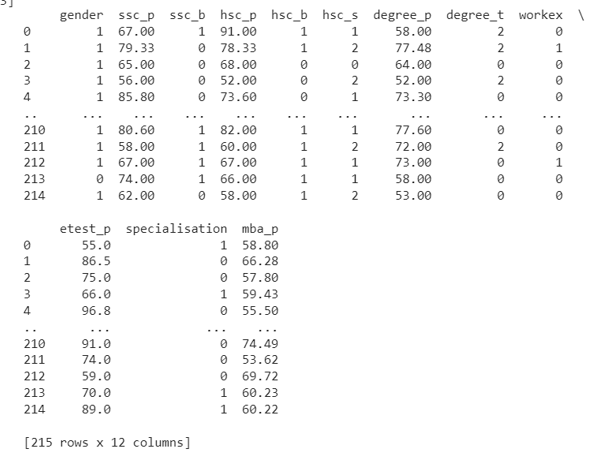 3]
gender ssc_p ssc_b hsc_p hsc_b hsc_s degree_p degree_t workex \
0 1 67.00 1 91.00 1 1 58.00 2 0
1 1 79.33 0 78.33 1 2 77.48 2 1
2 1 65.00 0 68.00 0 0 64.00 0 0
3 1 56.00 0 52.00 0 2 52.00 2 0
4 1 85.80 0 73.60 0 1 73.30 0 0
.. ... ... ... ... ... ... ... ... ...
210 1 80.60 1 82.00 1 1 77.60 0 0
211 1 58.00 1 60.00 1 2 72.00 2 0
212 1 67.00 1 67.00 1 1 73.00 0 1
213 0 74.00 1 66.00 1 1 58.00 0 0
214 1 62.00 0 58.00 1 2 53.00 0 0
etest_p specialisation mba_p
0 55.0 1 58.80
1 86.5 0 66.28
2 75.0 0 57.80
3 66.0 1 59.43
4 96.8 0 55.50
.. ... ... ...
210 91.0 0 74.49
211 74.0 0 53.62
212 59.0 0 69.72
213 70.0 1 60.23
214 89.0 1 60.22
[215 rows x 12 columns]